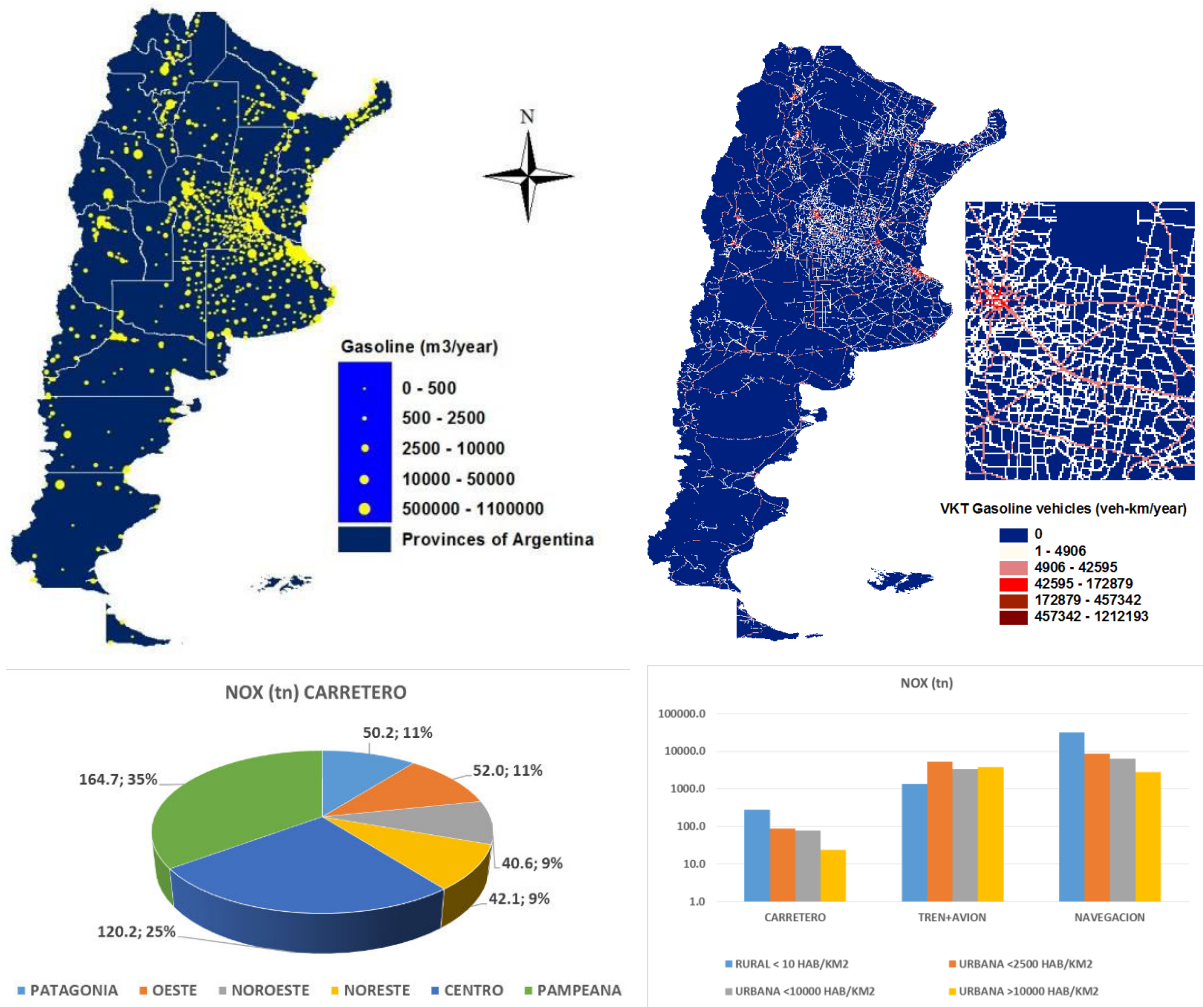 N
Gasoline (m3/year)
0 - 500
500 - 2500
2500 - 10000
10000 - 50000
500000 - 1100000
Provinces of Argentina
VKT Gasoline vehicles (veh-km/year)
0
1 - 4906
4906 - 42595
42595 - 172879
172879 - 457342
457342 - 1212193
NOX (tn) CARRETERO
50.2; 11%
52.0; 11%
40.6; 9%
42.1; 9%
120.2; 25%
164.7; 35%
PATAGONIA
OESTE
NOROESTE
NORESTE
CENTRO
PAMPEANA
NOX (tn)
100000.0
10000.0
1000.0
100.0
10.0
1.0
CARRETERO
TREN+AVION
NAVEGACION
RURAL < 10 HAB/KM2
URBANA <2500 HAB/KM2
URBANA <10000 HAB/KM2
URBANA >10000 HAB/KM2